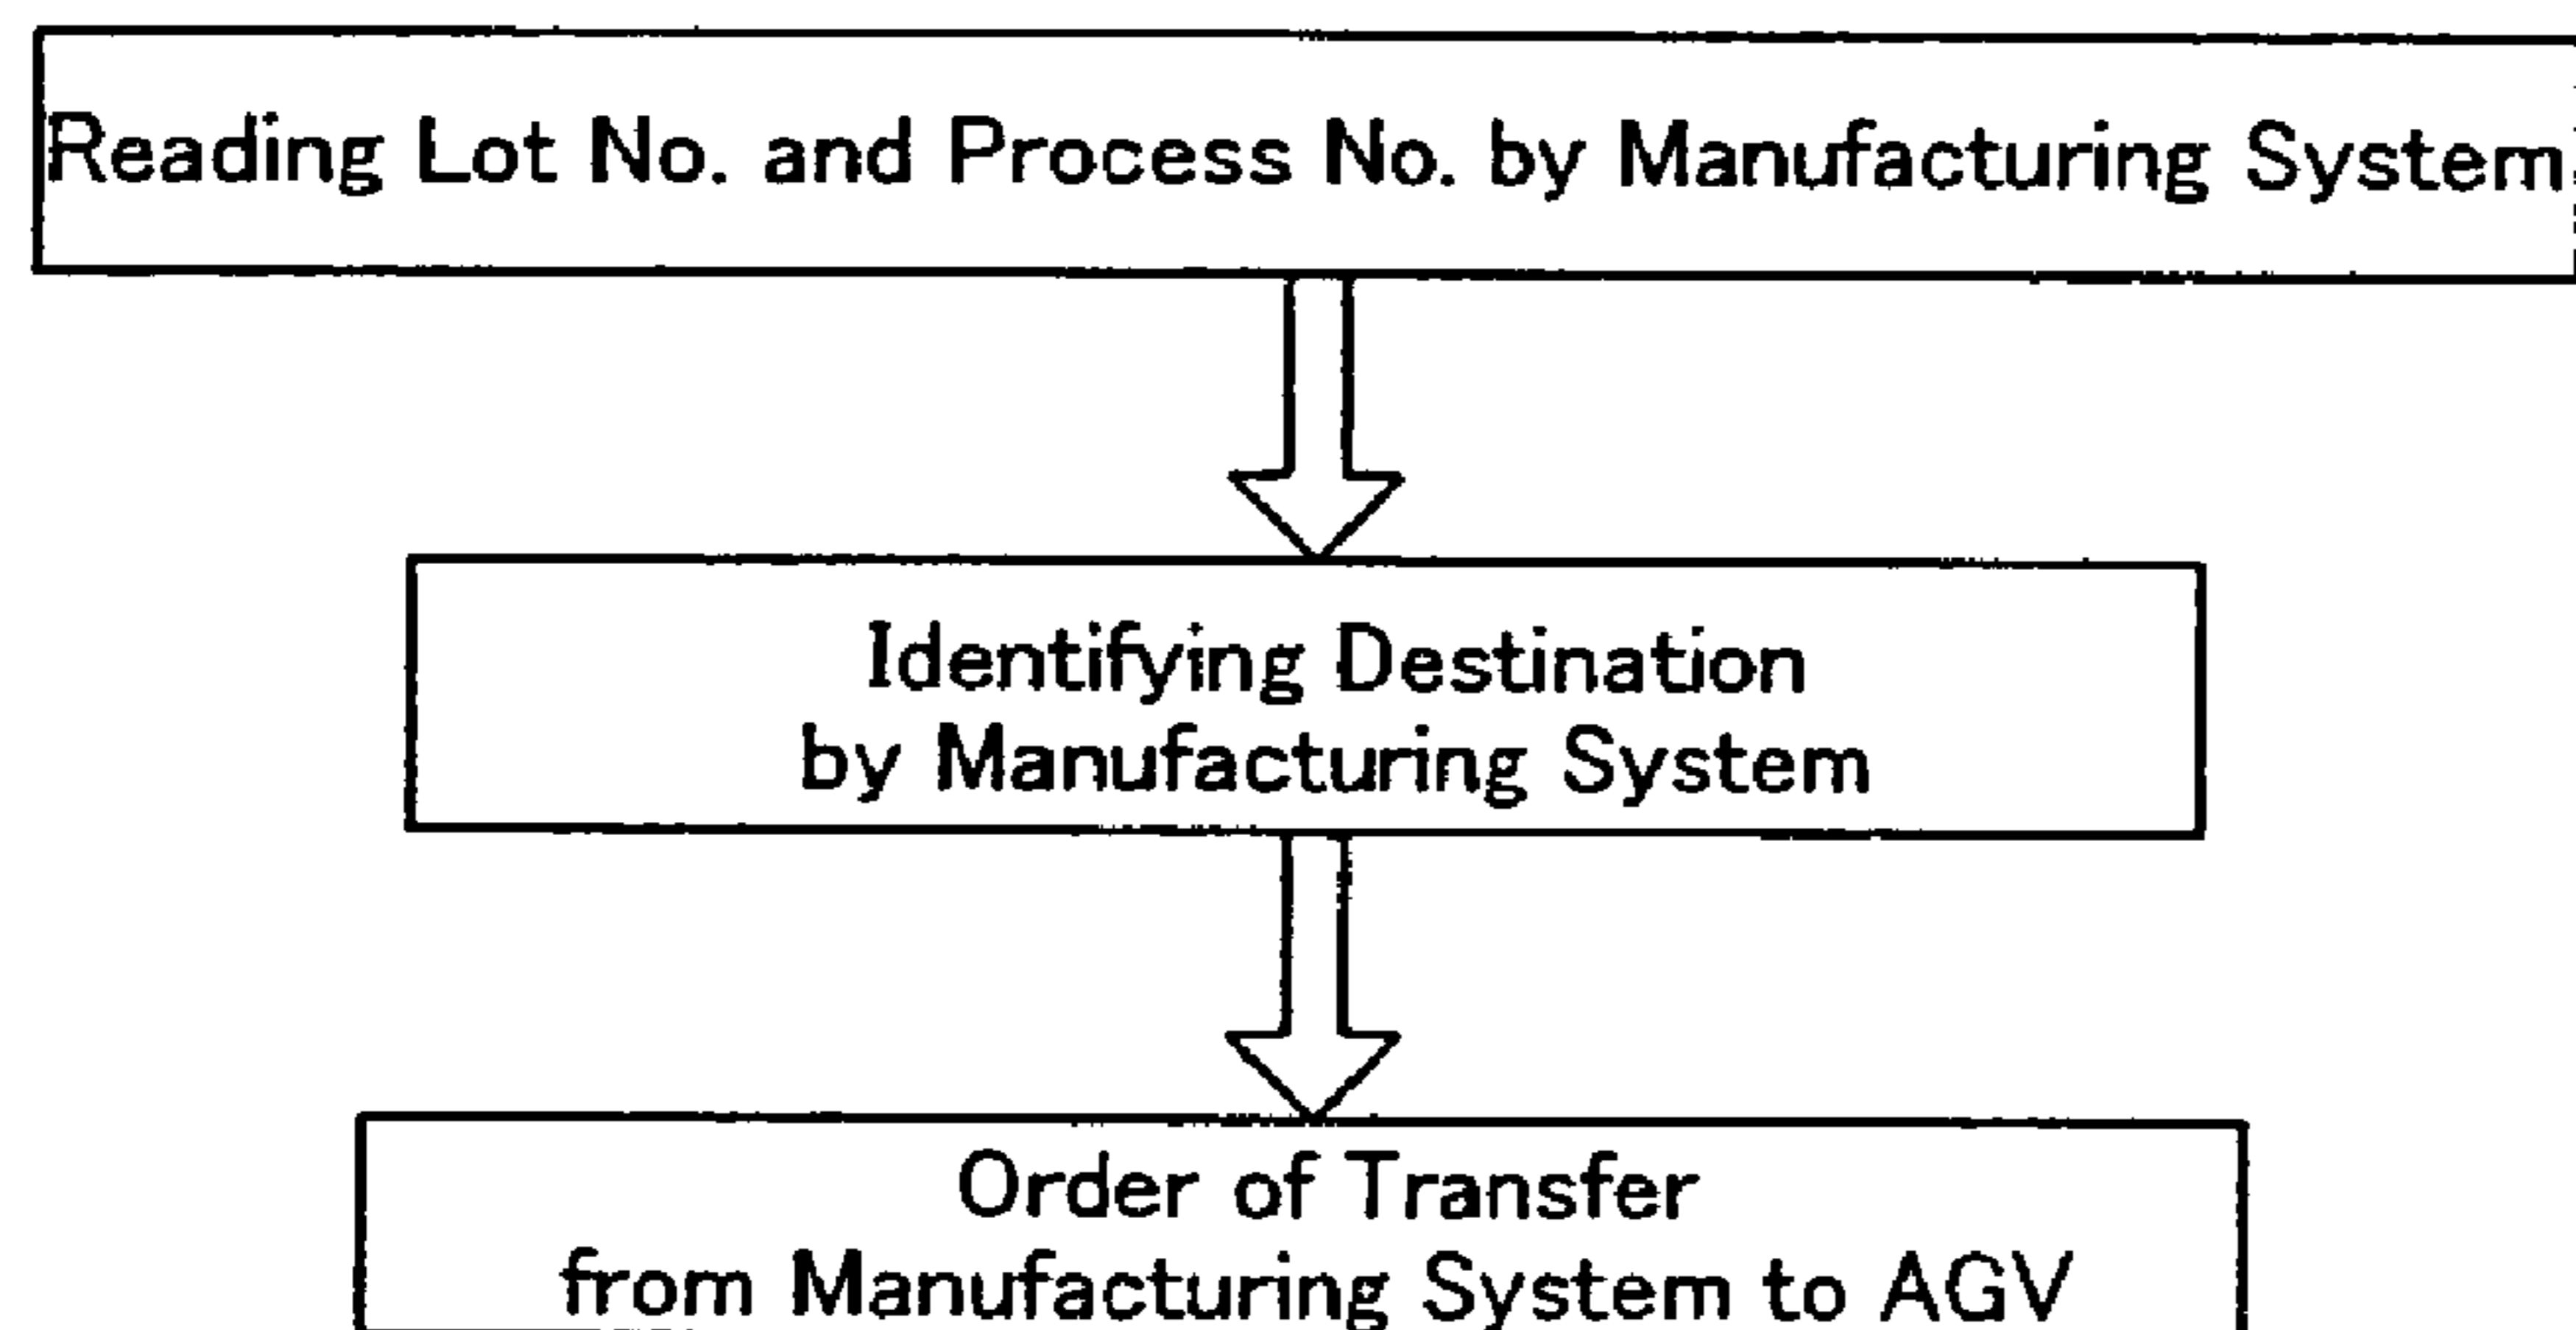 Reading Lot No. and Process No. by Manufacturing System
Identifying Destination
by Manufacturing System
Order of Transfer
from Manufacturing System to AGV